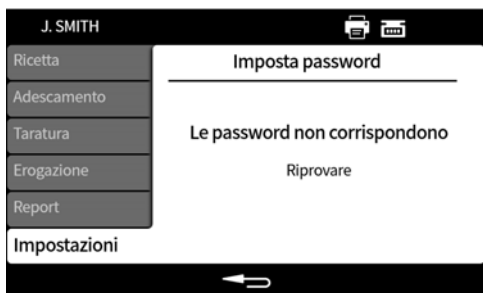 J. SMITH
Ricetta
Adescamento
Taratura
Erogazione
Report
Impostazioni
Imposta password
Le password non corrispondono
Riprovare